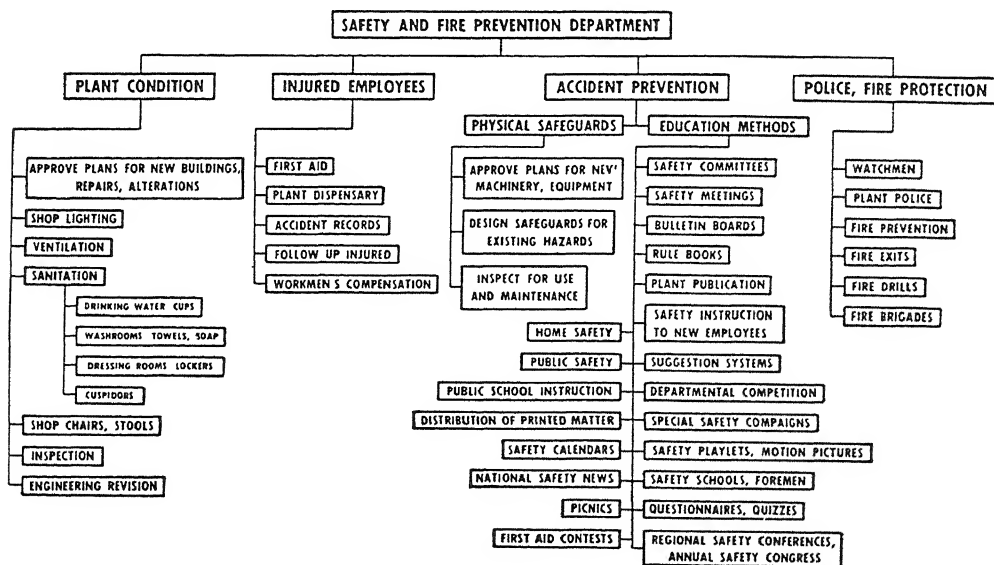 SAFETY AND FIRE PREVENTION DEPARTMENT
PLANT CONDITION
APPROVE PLANS FOR NEW BUILDINGS,
REPAIRS, ALTERATIONS
SHOP LIGHTING
VENTILATION
SANITATION
DRINKING WATER CUPS
WASHROOMS TOWELS, SOAP
DRESSING ROOMS LOCKERS
CUSPIDORS
SHOP CHAIRS, STOOLS
INSPECTION
ENGINEERING REVISION
INJURED EMPLOYEES
FIRST AID
PLANT DISPENSARY
ACCIDENT RECORDS
FOLLOW UP INJURED
WORKMEN S COMPENSATION
ACCIDENT PREVENTION
PHYSICAL SAFEGUARDS
APPROVE PLANS FOR NEW
MACHINERY, EQUIPMENT
DESIGN SAFEGUARDS FOR
EXISTING HAZARDS
INSPECT FOR USE
AND MAINTENANCE
EDUCATION METHODS
SAFETY COMMITTEES
SAFETY MEETINGS
BULLETIN BOARDS
RULE BOOKS
PLANT PUBLICATION
SAFETY INSTRUCTION
TO NEW EMPLOYEES
HOME SAFETY
PUBLIC SAFETY
SUGGESTION SYSTEMS
PUBLIC SCHOOL INSTRUCTION
DEPARTMENTAL COMPETITION
DISTRIBUTION OF PRINTED MATTER
SPECIAL SAFETY COMPAIGNS
SAFETY CALENDARS
SAFETY PLAYLETS, MOTION PICTURES
NATIONAL SAFETY NEWS
SAFETY SCHOOLS, FOREMEN
PICNICS
QUESTIONNAIRES, QUIZZES
FIRST AID CONTESTS
REGIONAL SAFETY CONFERENCES,
ANNUAL SAFETY CONGRESS
POLICE, FIRE PROTECTION
WATCHMEN
PLANT POLICE
FIRE PREVENTION
FIRE EXITS
FIRE DRILLS
FIRE BRIGADES